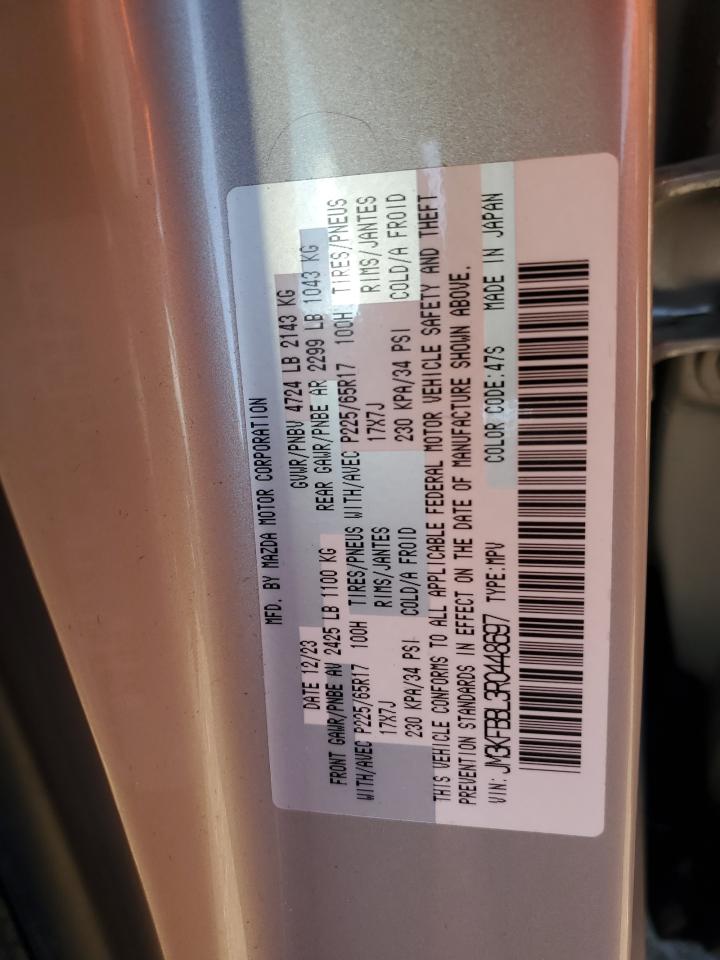 MFD. BY MAZDA MOTOR CORPORATION
DATE 12/23 GVWR/PNBV 4724 LB 2143 KG
FRONT GAWR/PNBE AV 2425 LB 1100 KG REAR GAWR/PNBE AR 2299 LB 1043 KG
WITH/AVEC P225/65R17 100H TIRES/PNEUS WITH/AVEC P225/65R17 100H TIRES/PNEUS
17X7J RIMS/JANTES 17X7J RIMS/JANTES
230 KPA/34 PSI COLD/A FROID 230 KPA/34 PSI COLD/A FROID
THIS VEHICLE CONFORMS TO ALL APPLICABLE FEDERAL MOTOR VEHICLE SAFETY AND THEFT
PREVENTION STANDARDS IN EFFECT ON THE DATE OF MANUFACTURE SHOWN ABOVE.
VIN: JM3KFBBL3R0448697 TYPE:MPV COLOR CODE:47S MADE IN JAPAN